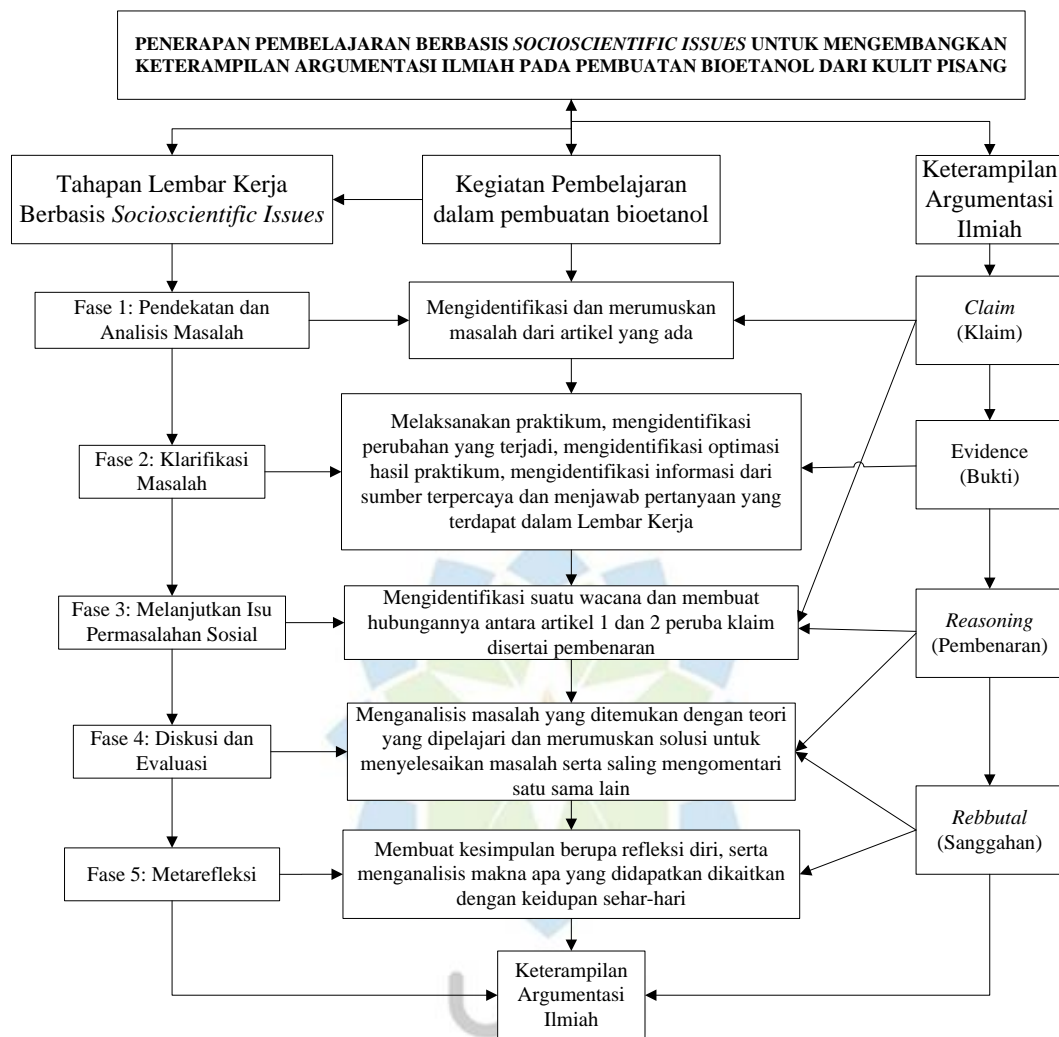 PENERAPAN PEMBELAJARAN BERBASIS SOCIOSCIENTIFIC ISSUES UNTUK MENGEMBANGKAN
KETERAMPILAN ARGUMENTASI ILMIAH PADA PEMBUATAN BIOETANOL DARI KULIT PISANG
Tahapan Lembar Kerja
Berbasis Socioscientific Issues
Kegiatan Pembelajaran
dalam pembuatan bioetanol
Keterampilan
Argumentasi
Ilmiah
Fase 1: Pendekatan dan
Analisis Masalah
Mengidentifikasi dan merumuskan
masalah dari artikel yang ada
Claim
(Klaim)
Fase 2: Klarifikasi
Masalah
Melaksanakan praktikum, mengidentifikasi
perubahan yang terjadi, mengidentifikasi optimasi
hasil praktikum, mengidentifikasi informasi dari
sumber terpercaya dan menjawab pertanyaan yang
terdapat dalam Lembar Kerja
Evidence
(Bukti)
Fase 3: Melanjutkan Isu
Permasalahan Sosial
Mengidentifikasi suatu wacana dan membuat
hubungannya antara artikel 1 dan 2 peruba klaim
disertai pembenaran
Reasoning
(Pembenaran)
Fase 4: Diskusi dan
Evaluasi
Menganalisis masalah yang ditemukan dengan teori
yang dipelajari dan merumuskan solusi untuk
menyelesaikan masalah serta saling mengomentari
satu sama lain
Rebbutal
(Sanggahan)
Fase 5: Metarefleksi
Membuat kesimpulan berupa refleksi diri, serta
menganalisis makna apa yang didapatkan dikaitkan
dengan keidupan sehar-hari
Keterampilan
Argumentasi
Ilmiah